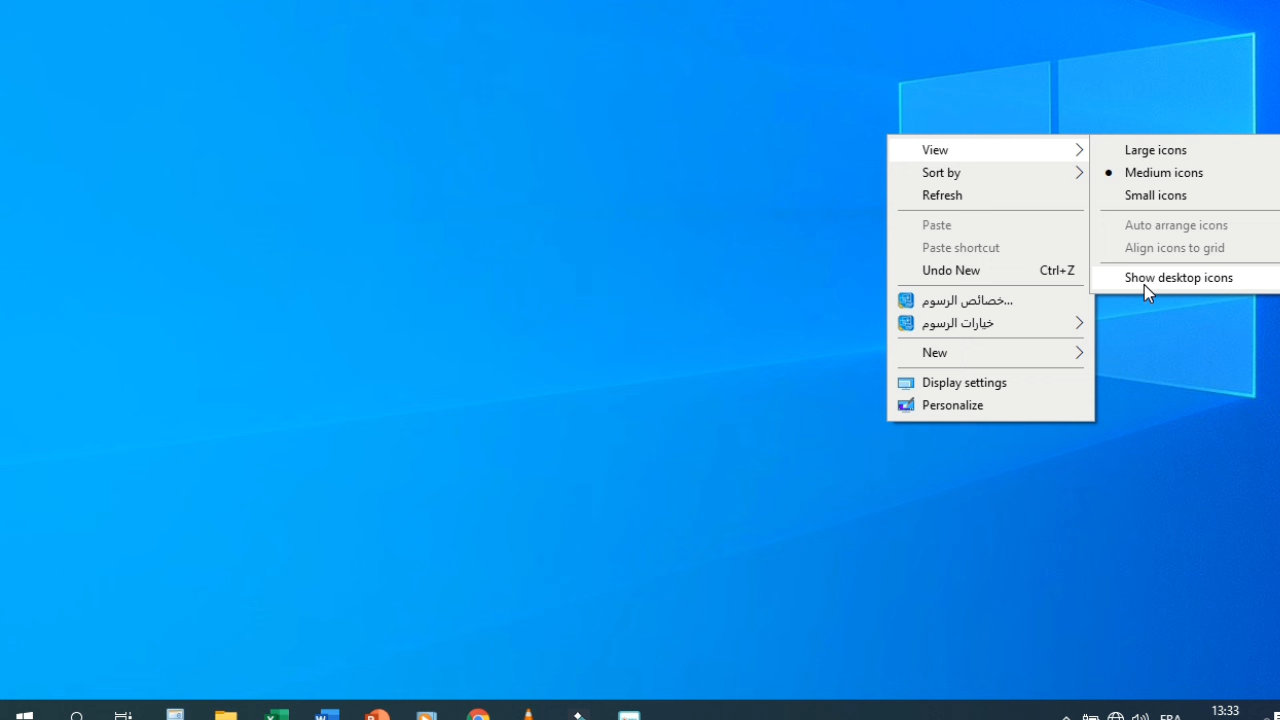 View
Sort by
Refresh
Paste
Paste shortcut
Undo New Ctrl+Z
خصائص الرسوم...
خيارات الرسوم
New
Display settings
Personalize
Large icons
Medium icons
Small icons
Auto arrange icons
Align icons to grid
Show desktop icons
FRA
13:33